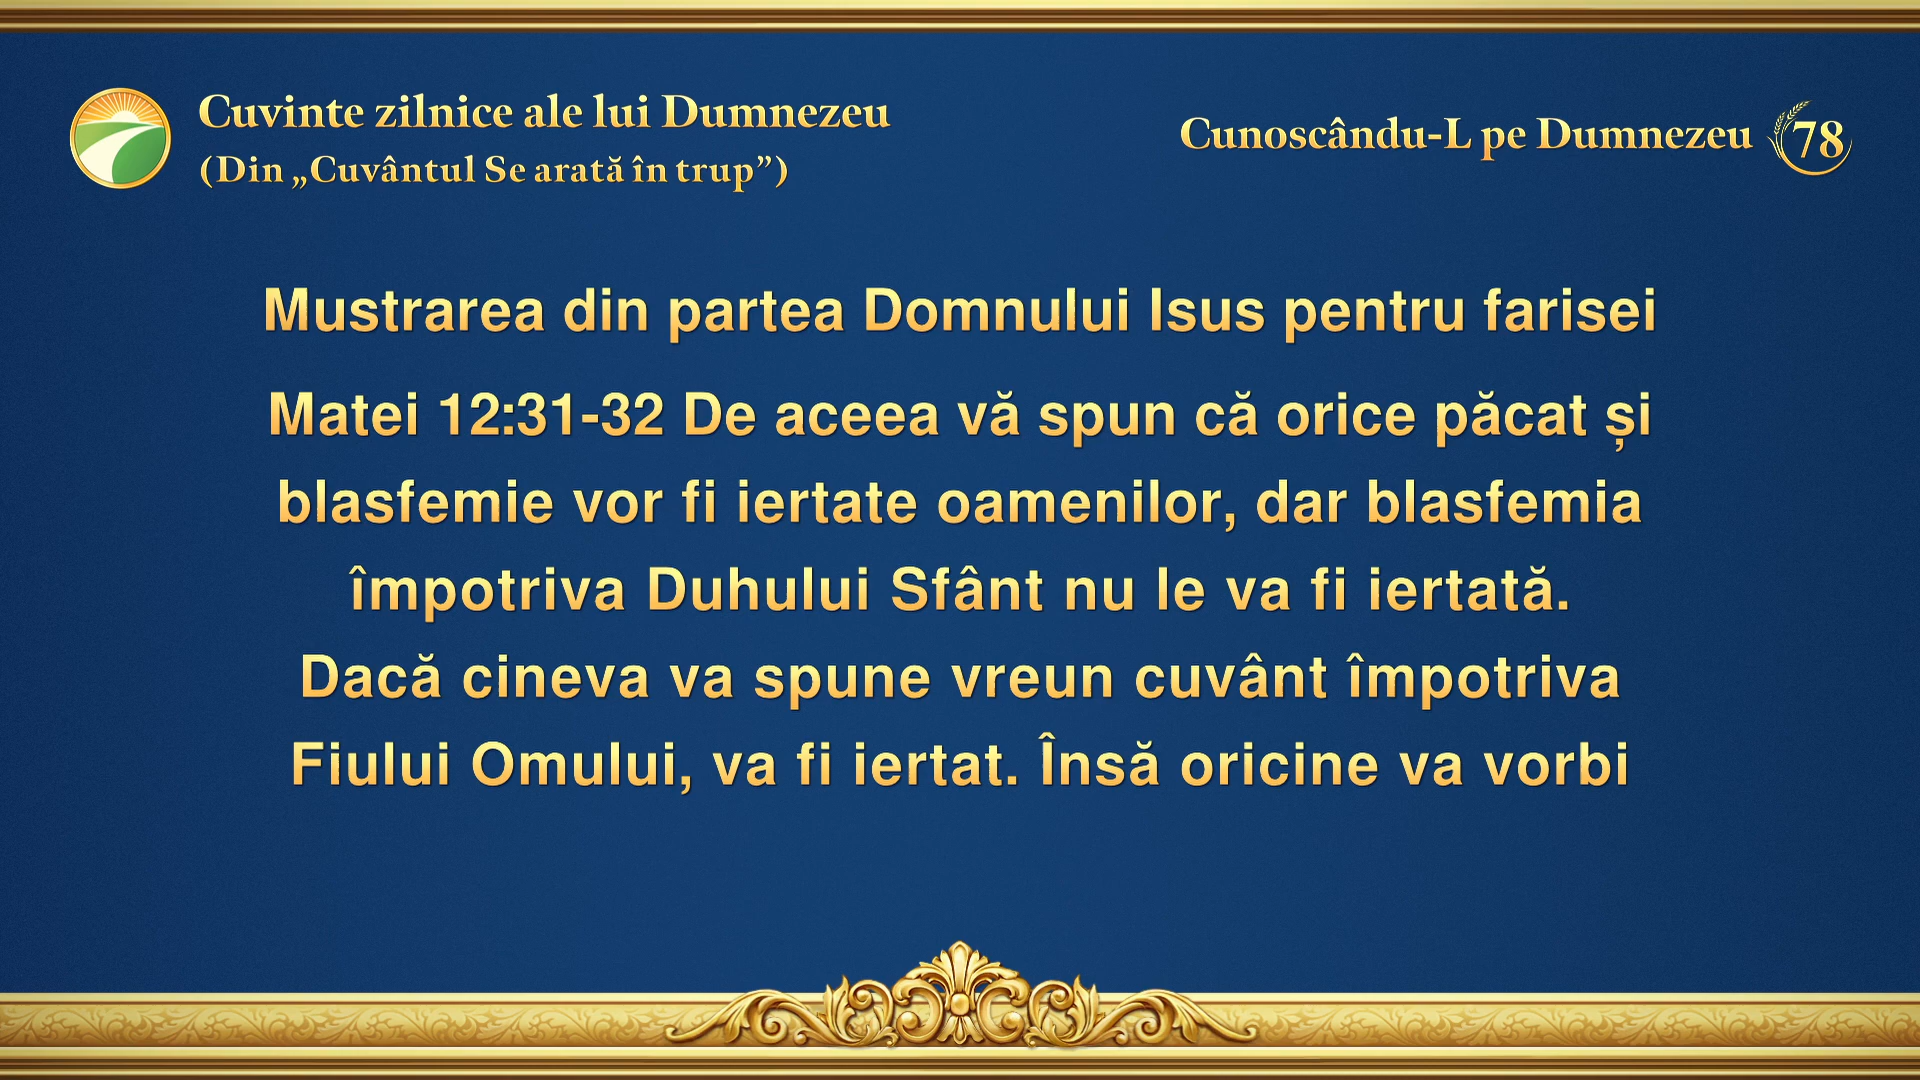 Cuvinte zilnice ale lui Dumnezeu
(Din „Cuvântul Se arată în trup”)
Cunoscându-L pe Dumnezeu 78
Mustrarea din partea Domnului Isus pentru farisei
Matei 12:31-32 De aceea vă spun că orice păcat și
blasfemie vor fi iertate oamenilor, dar blasfemia
împotriva Duhului Sfânt nu le va fi iertată.
Dacă cineva va spune vreun cuvânt împotriva
Fiului Omului, va fi iertat. Însă oricine va vorbi